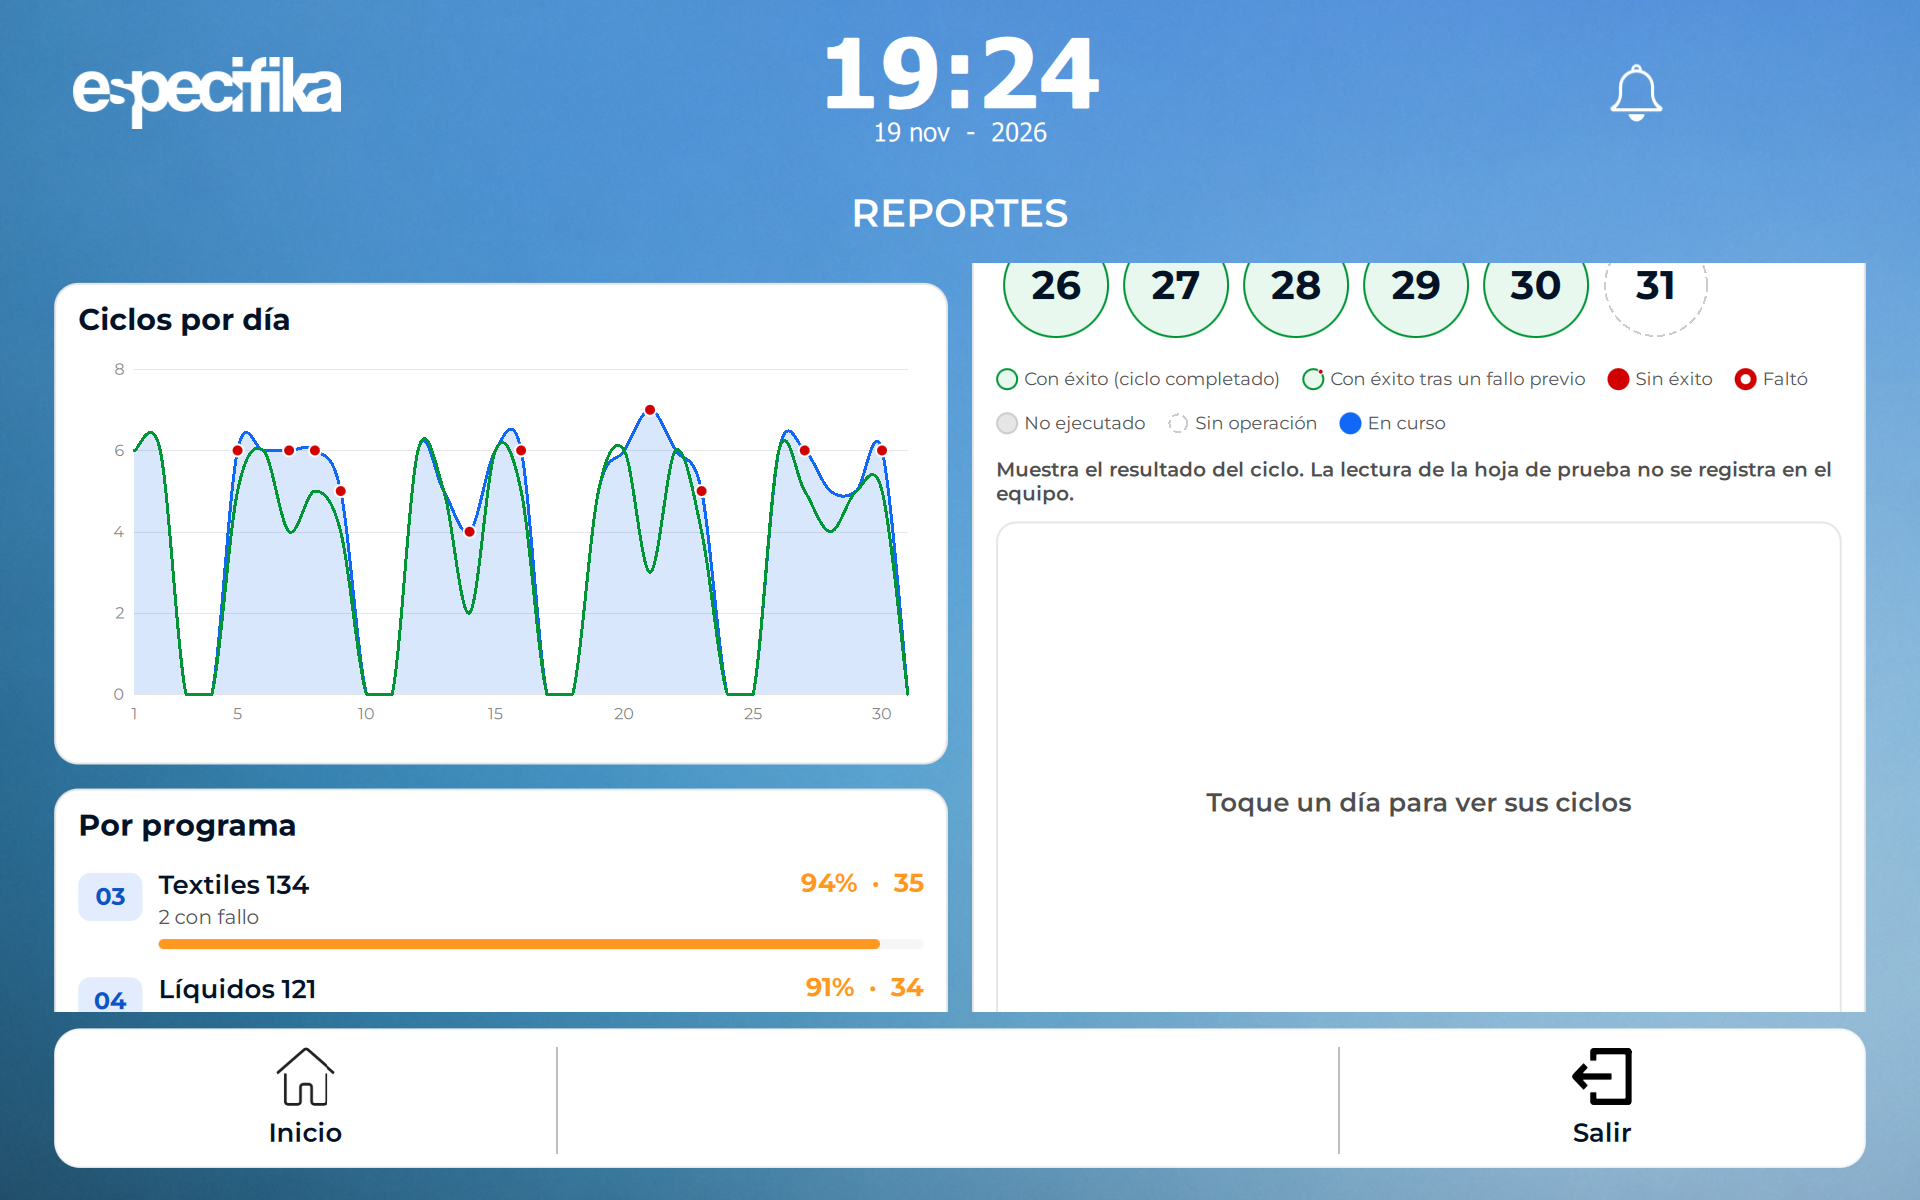 especifika
19:24
19 nov - 2026
REPORTES
Ciclos por día
8
6
4
2
0
1 5 10 15 20 25 30
Por programa
03
Textiles 134
94% · 35
2 con fallo
04
Líquidos 121
91% · 34
26 27 28 29 30 31
Con éxito (ciclo completado) Con éxito tras un fallo previo Sin éxito Faltó
No ejecutado Sin operación En curso
Muestra el resultado del ciclo. La lectura de la hoja de prueba no se registra en el
equipo.
Toque un día para ver sus ciclos
Inicio
Salir